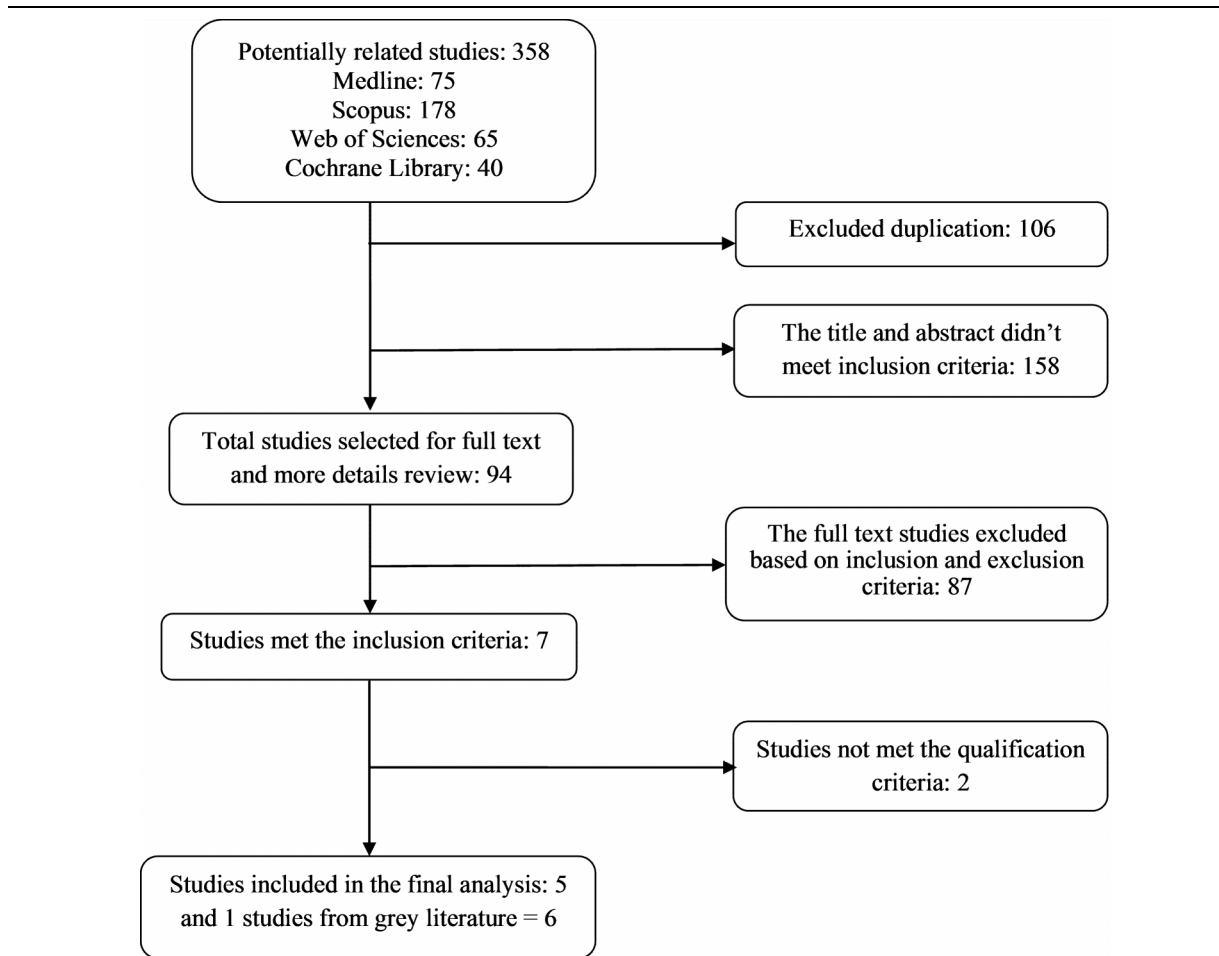 Potentially related studies: 358
Medline: 75
Scopus: 178
Web of Sciences: 65
Cochrane Library: 40
Excluded duplication: 106
The title and abstract didn’t
meet inclusion criteria: 158
Total studies selected for full text
and more details review: 94
The full text studies excluded
based on inclusion and exclusion
criteria: 87
Studies met the inclusion criteria: 7
Studies not met the qualification
criteria: 2
Studies included in the final analysis: 5
and 1 studies from grey literature = 6